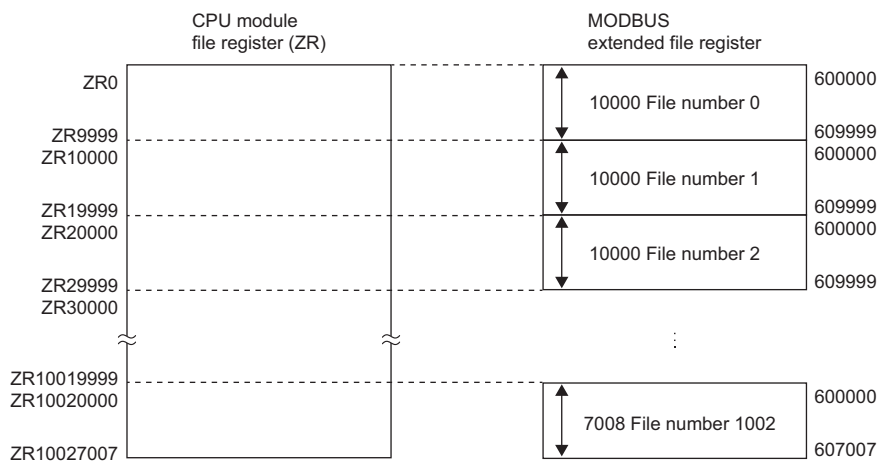 CPU module
file register (ZR)
MODBUS
extended file register
ZR0
600000
10000 File number 0
ZR9999
609999
ZR10000
600000
10000 File number 1
ZR19999
609999
ZR20000
600000
10000 File number 2
ZR29999
609999
ZR30000
ZR10019999
ZR10020000
600000
7008 File number 1002
ZR10027007
607007